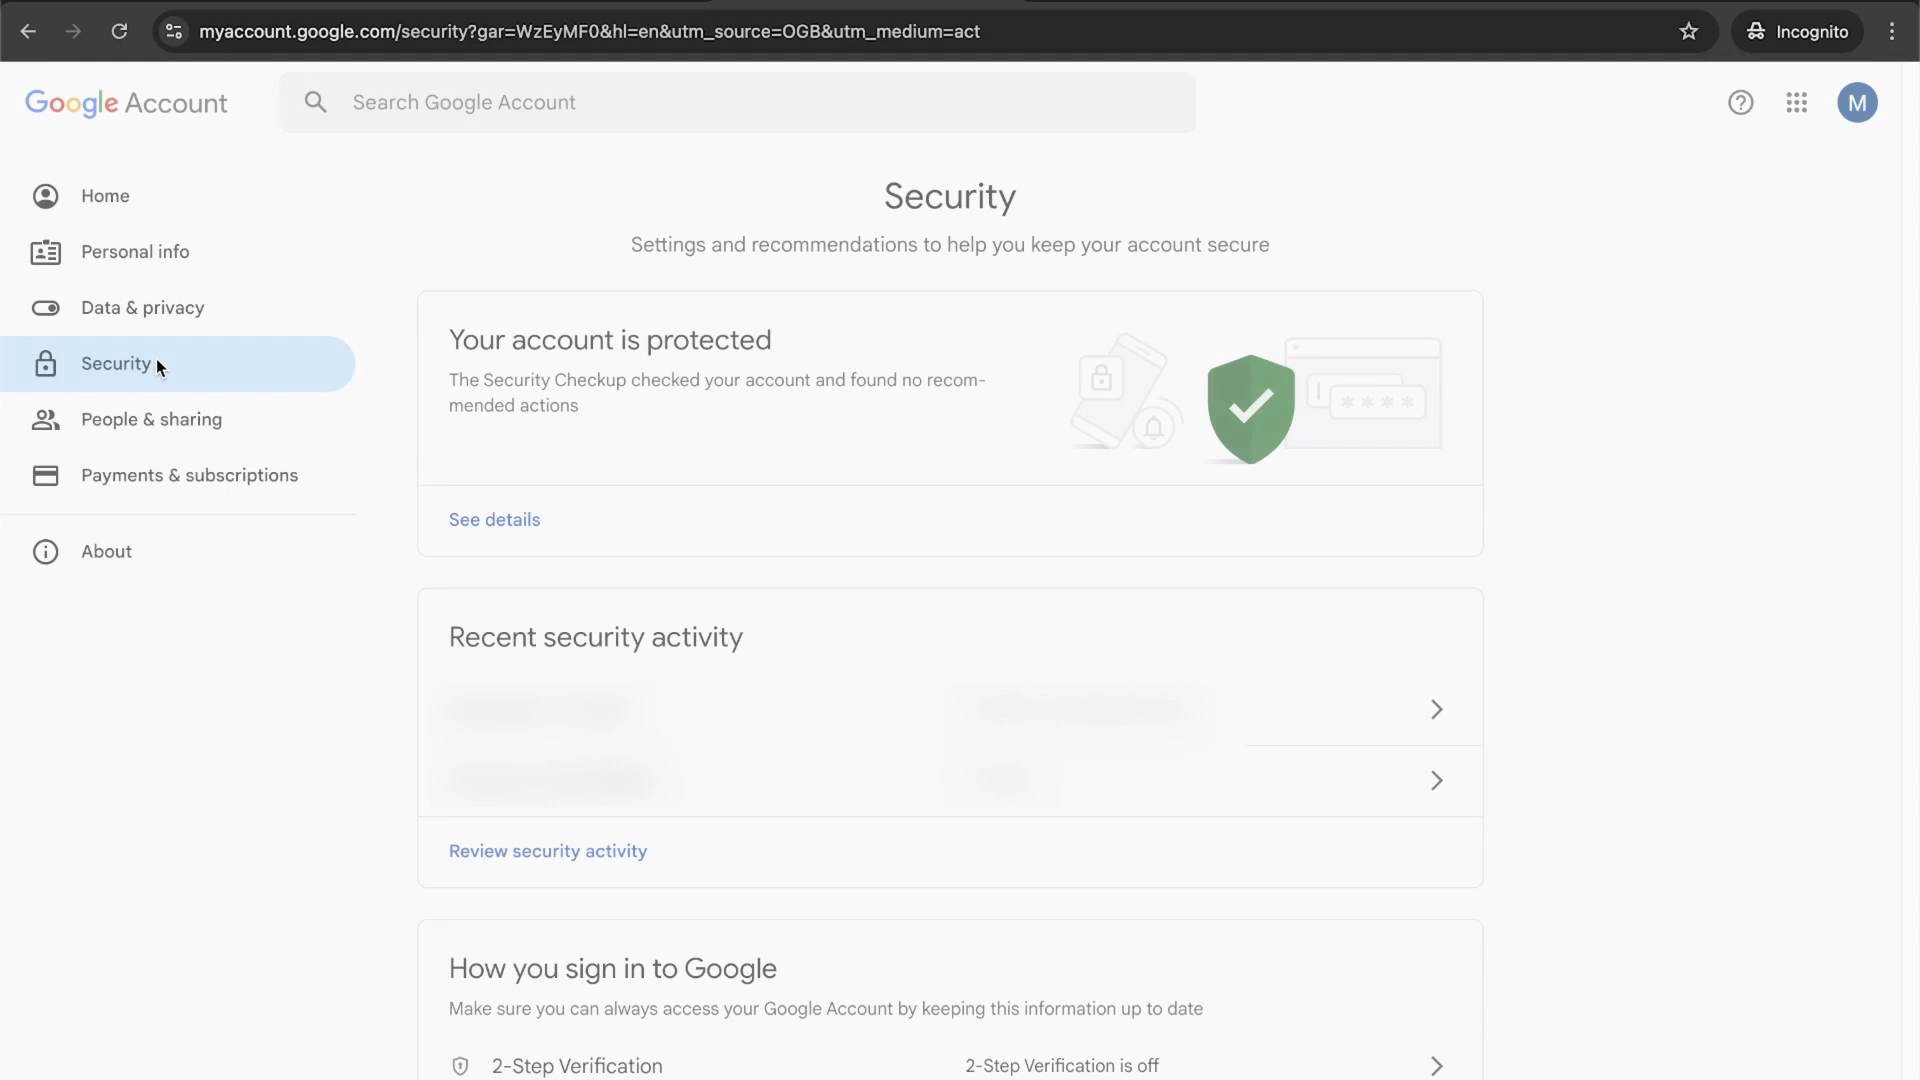 myaccount.google.com/security?gar=WzEyMF0&hl=en&utm_source=OGB&utm_medium=act
Incognito
Google Account
Search Google Account
M
Home
Personal info
Data & privacy
Security
People & sharing
Payments & subscriptions
About
Security
Settings and recommendations to help you keep your account secure
Your account is protected
The Security Checkup checked your account and found no recom-
mended actions
* * * *
See details
Recent security activity
Review security activity
How you sign in to Google
Make sure you can always access your Google Account by keeping this information up to date
2-Step Verification
2-Step Verification is off